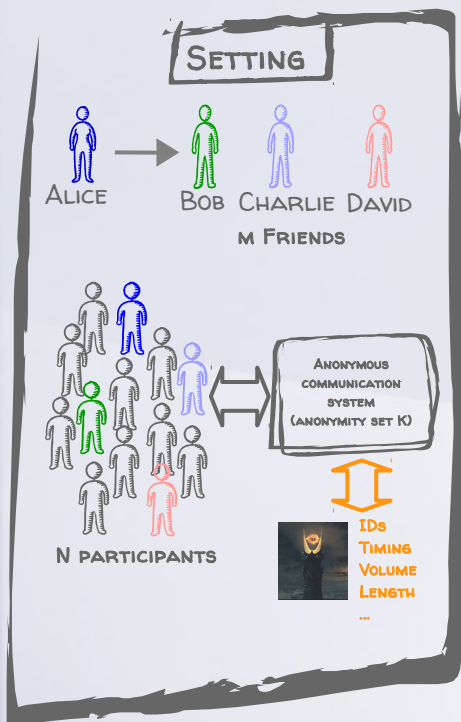 Setting
Alice
Bob Charlie David
m Friends
Anonymous
communication
system
(anonymity set K)
N participants
IDs
Timing
Volume
Length
...